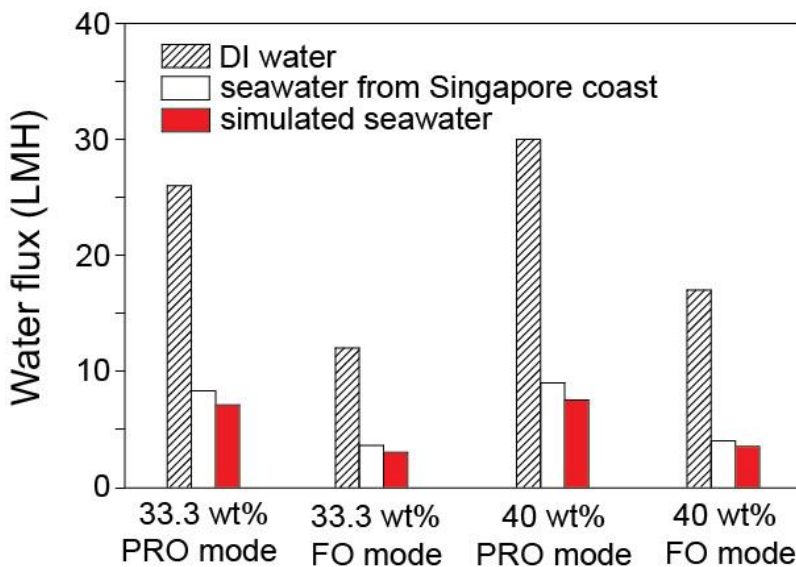 40
30
20
10
0
Water flux (LMH)
DI water
seawater from Singapore coast
simulated seawater
33.3 wt%
PRO mode
33.3 wt%
FO mode
40 wt%
PRO mode
40 wt%
FO mode